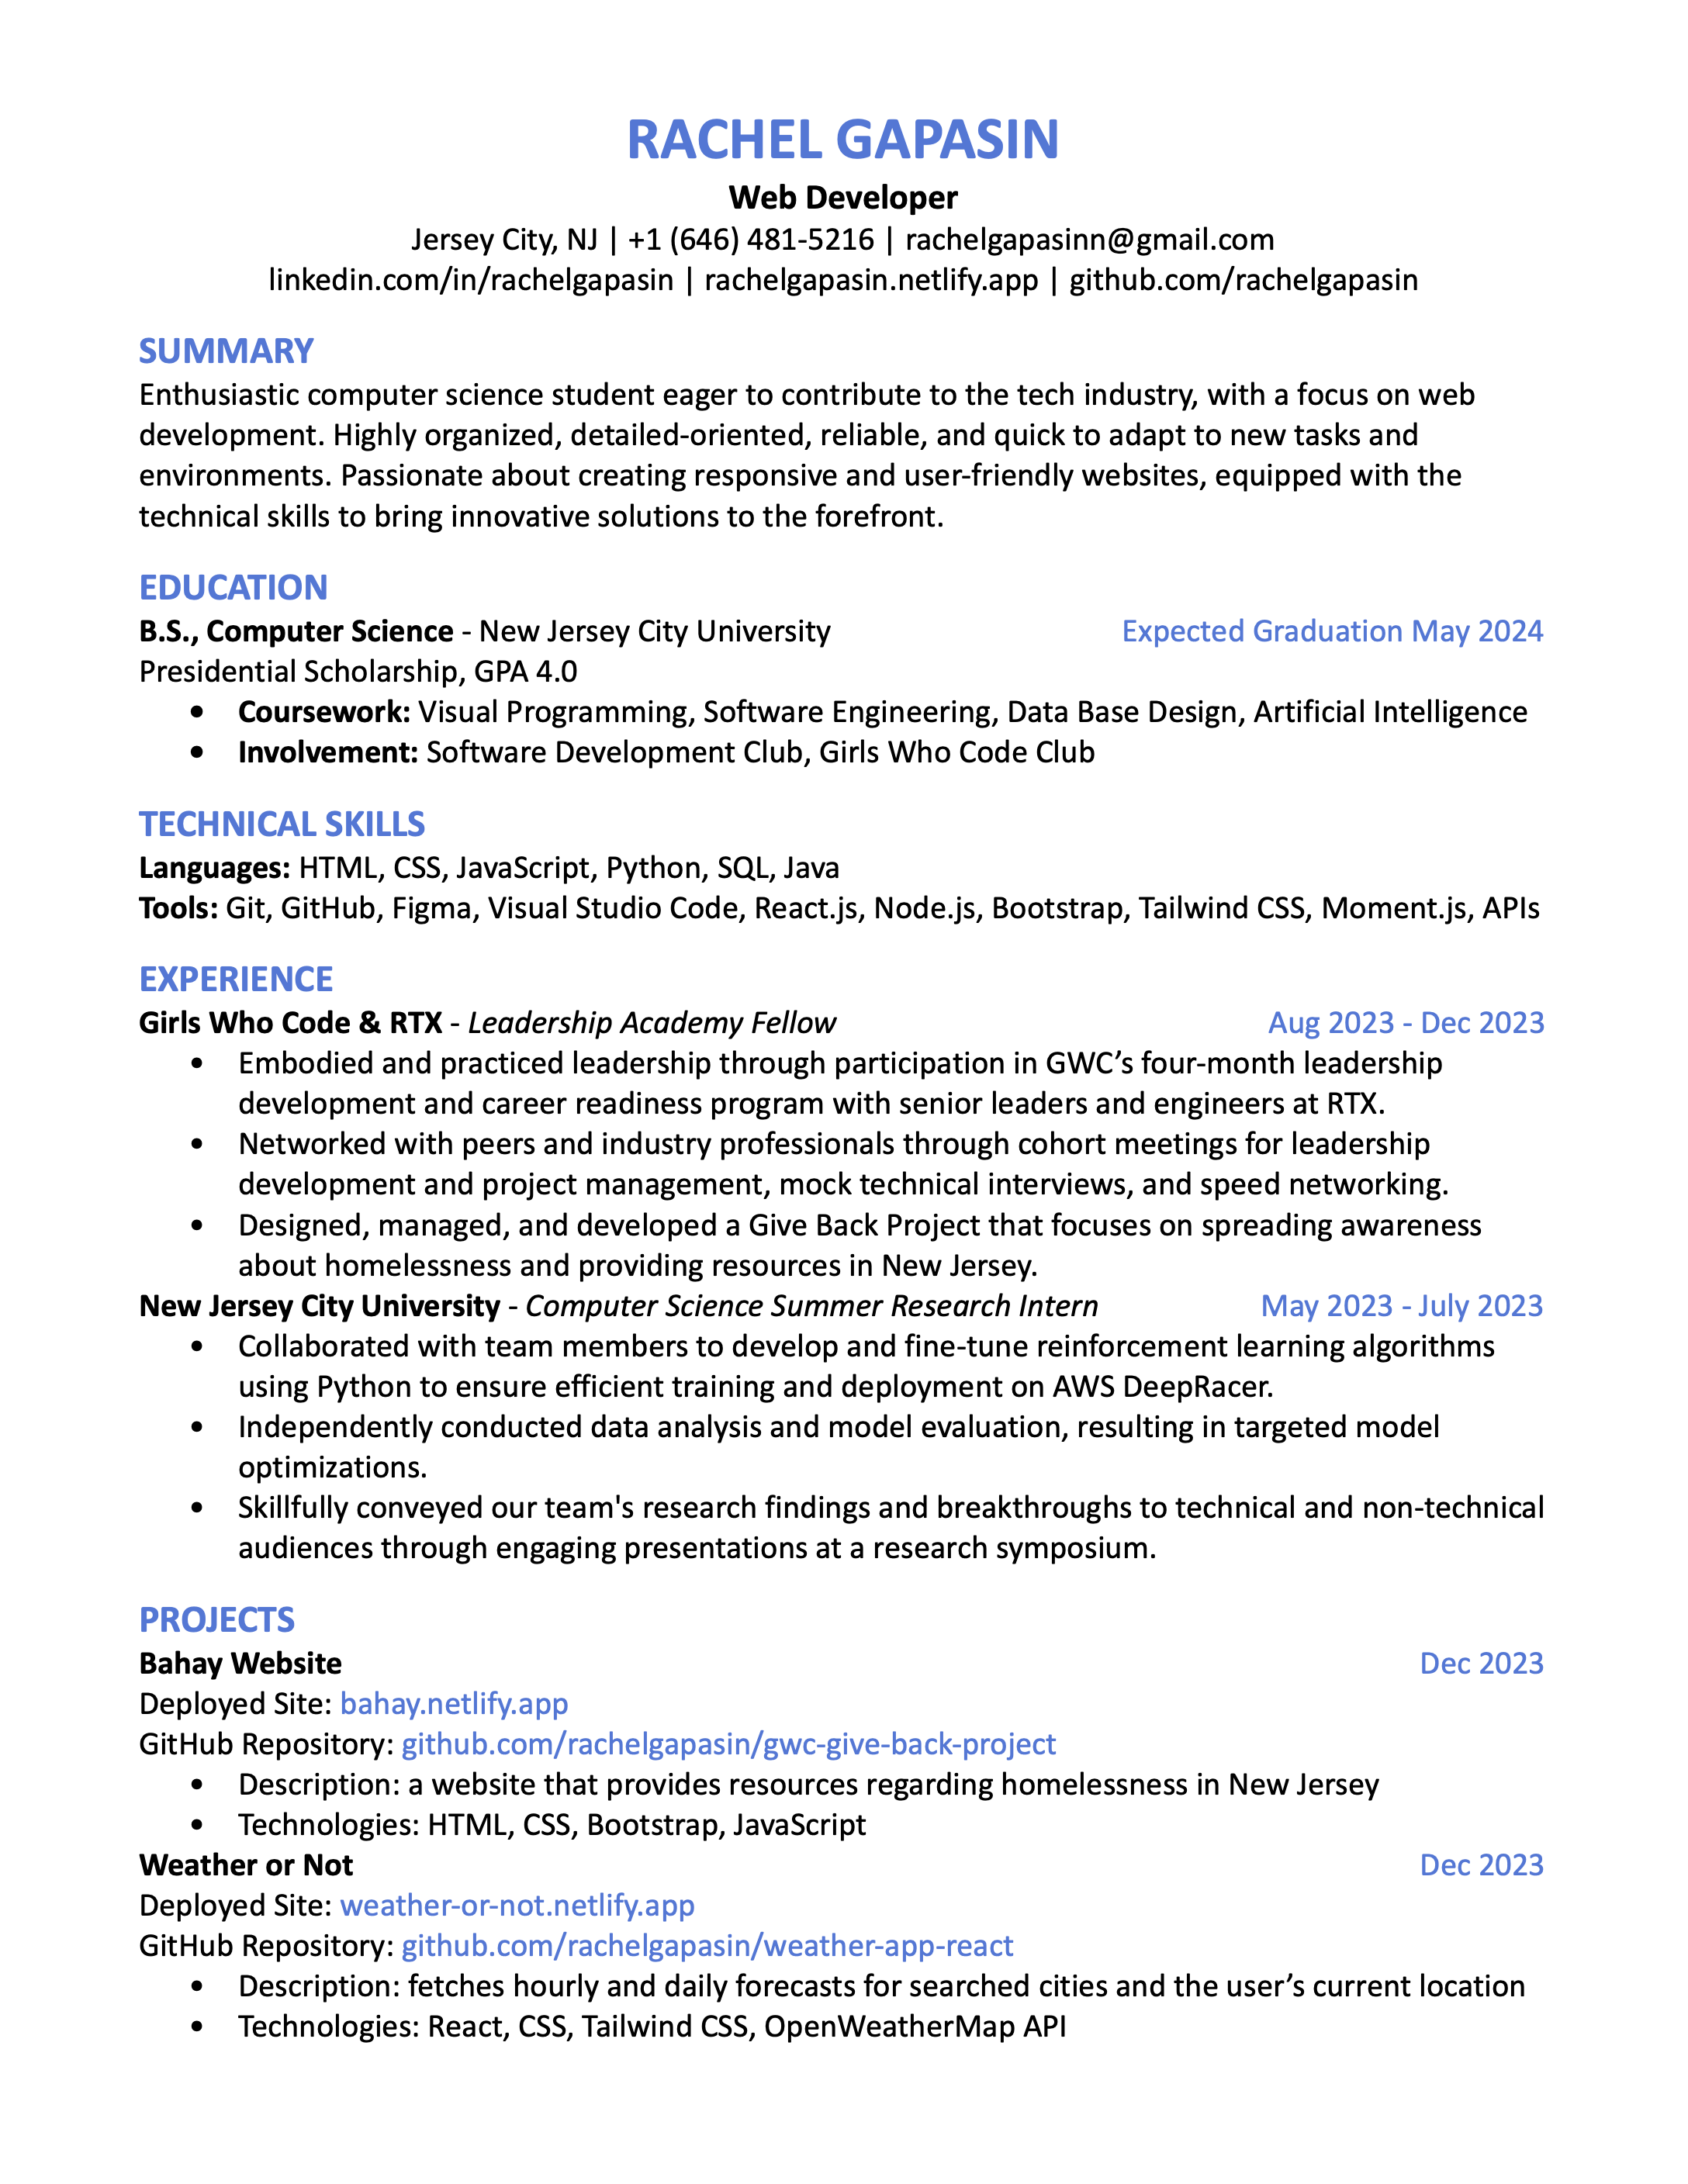 RACHEL GAPASIN
Web Developer
Jersey City, NJ | +1 (646) 481-5216 | rachelgapasinn@gmail.com
linkedin.com/in/rachelgapasin | rachelgapasin.netlify.app | github.com/rachelgapasin
SUMMARY
Enthusiastic computer science student eager to contribute to the tech industry, with a focus on web
development. Highly organized, detailed-oriented, reliable, and quick to adapt to new tasks and
environments. Passionate about creating responsive and user-friendly websites, equipped with the
technical skills to bring innovative solutions to the forefront.
EDUCATION
B.S., Computer Science - New Jersey City University Expected Graduation May 2024
Presidential Scholarship, GPA 4.0
• Coursework: Visual Programming, Software Engineering, Data Base Design, Artificial Intelligence
• Involvement: Software Development Club, Girls Who Code Club
TECHNICAL SKILLS
Languages: HTML, CSS, JavaScript, Python, SQL, Java
Tools: Git, GitHub, Figma, Visual Studio Code, React.js, Node.js, Bootstrap, Tailwind CSS, Moment.js, APIs
EXPERIENCE
Girls Who Code & RTX - Leadership Academy Fellow Aug 2023 - Dec 2023
• Embodied and practiced leadership through participation in GWC’s four-month leadership
development and career readiness program with senior leaders and engineers at RTX.
• Networked with peers and industry professionals through cohort meetings for leadership
development and project management, mock technical interviews, and speed networking.
• Designed, managed, and developed a Give Back Project that focuses on spreading awareness
about homelessness and providing resources in New Jersey.
New Jersey City University - Computer Science Summer Research Intern May 2023 - July 2023
• Collaborated with team members to develop and fine-tune reinforcement learning algorithms
using Python to ensure efficient training and deployment on AWS DeepRacer.
• Independently conducted data analysis and model evaluation, resulting in targeted model
optimizations.
• Skillfully conveyed our team's research findings and breakthroughs to technical and non-technical
audiences through engaging presentations at a research symposium.
PROJECTS
Bahay Website Dec 2023
Deployed Site: bahay.netlify.app
GitHub Repository: github.com/rachelgapasin/gwc-give-back-project
• Description: a website that provides resources regarding homelessness in New Jersey
• Technologies: HTML, CSS, Bootstrap, JavaScript
Weather or Not Dec 2023
Deployed Site: weather-or-not.netlify.app
GitHub Repository: github.com/rachelgapasin/weather-app-react
• Description: fetches hourly and daily forecasts for searched cities and the user’s current location
• Technologies: React, CSS, Tailwind CSS, OpenWeatherMap API